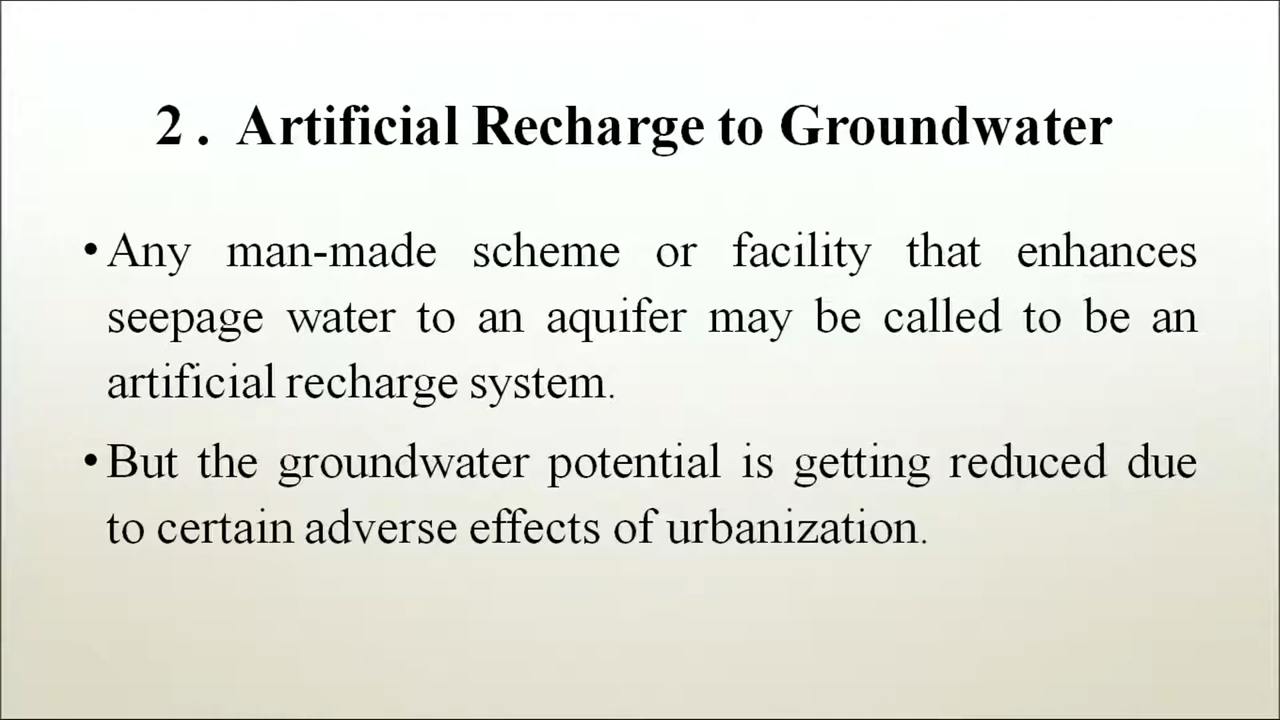 2 . Artificial Recharge to Groundwater
• Any man-made scheme or facility that enhances
seepage water to an aquifer may be called to be an
artificial recharge system.
• But the groundwater potential is getting reduced due
to certain adverse effects of urbanization.